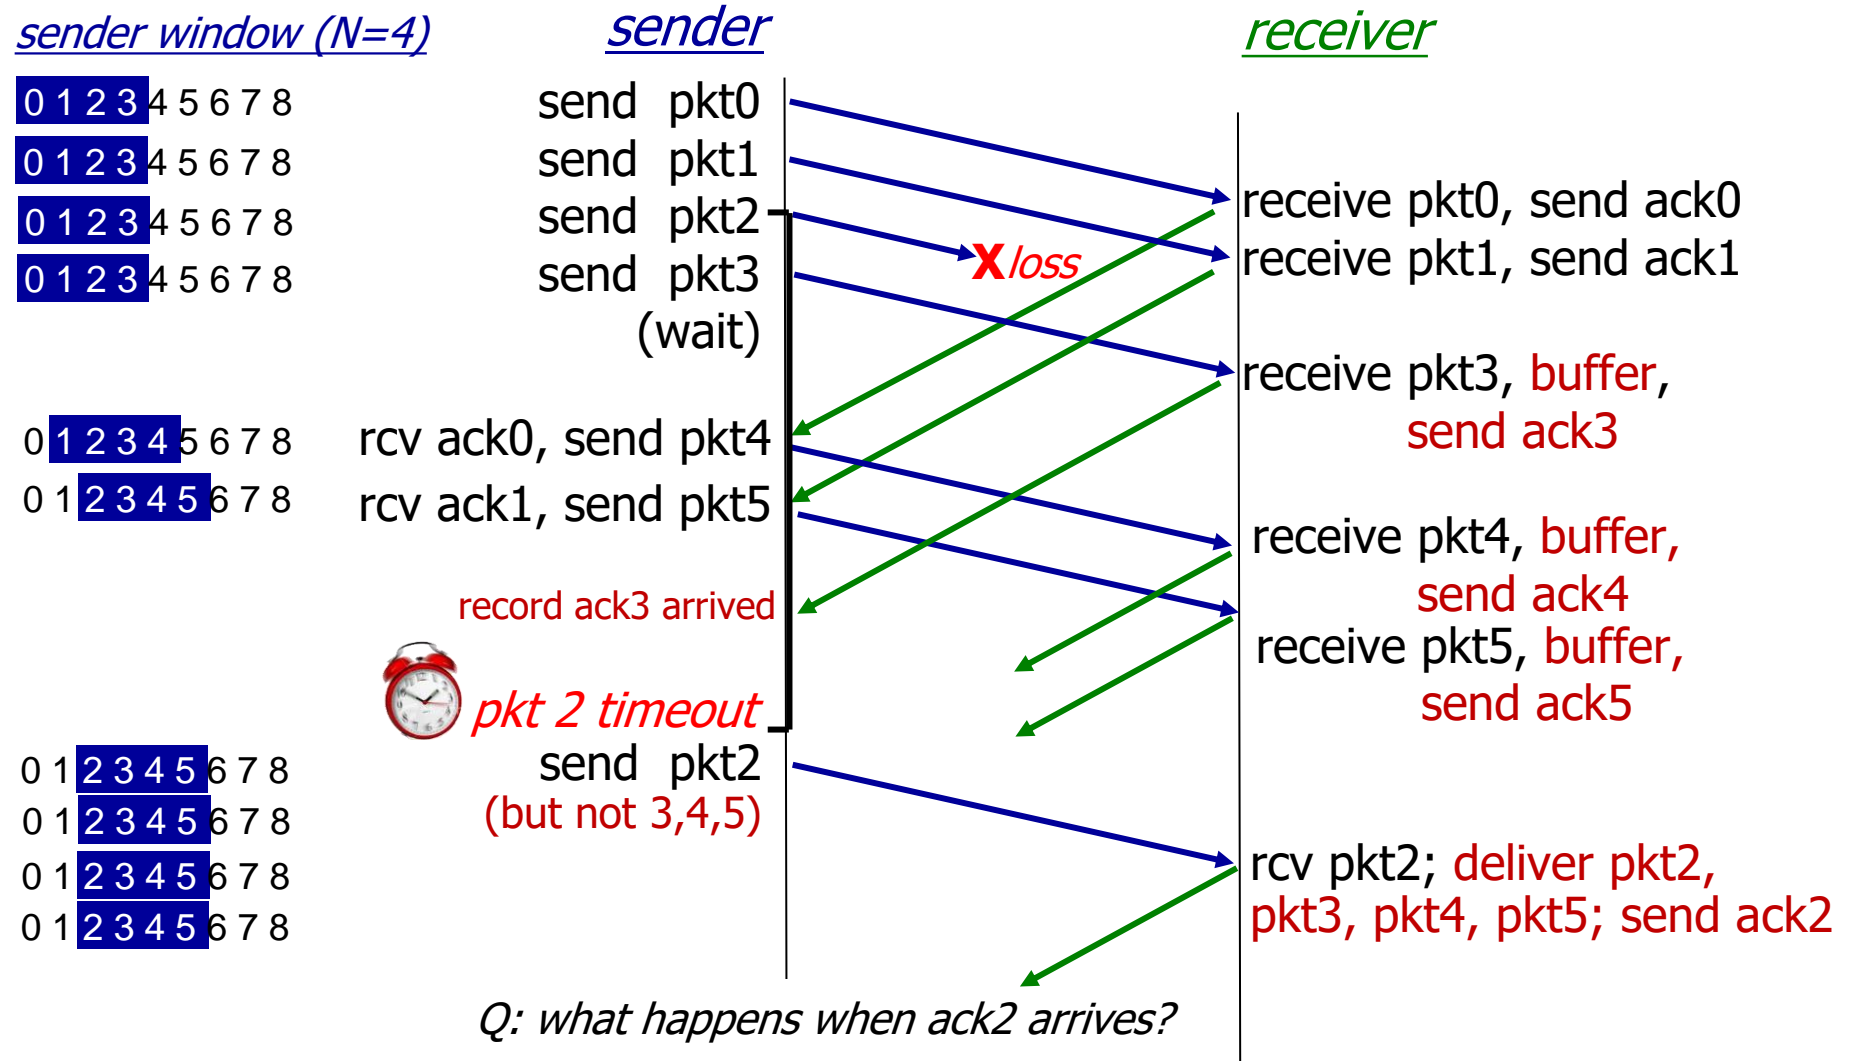 sender window (N=4)
sender
receiver
0 1 2 3 4 5 6 7 8
send pkt0
0 1 2 3 4 5 6 7 8
send pkt1
receive pkt0, send ack0
0 1 2 3 4 5 6 7 8
send pkt2
X loss
receive pkt1, send ack1
0 1 2 3 4 5 6 7 8
send pkt3
(wait)
receive pkt3, buffer,
send ack3
0 1 2 3 4 5 6 7 8
rcv ack0, send pkt4
0 1 2 3 4 5 6 7 8
rcv ack1, send pkt5
receive pkt4, buffer,
send ack4
record ack3 arrived
receive pkt5, buffer,
send ack5
pkt 2 timeout
0 1 2 3 4 5 6 7 8
send pkt2
0 1 2 3 4 5 6 7 8
(but not 3,4,5)
0 1 2 3 4 5 6 7 8
rcv pkt2; deliver pkt2,
0 1 2 3 4 5 6 7 8
pkt3, pkt4, pkt5; send ack2
Q: what happens when ack2 arrives?